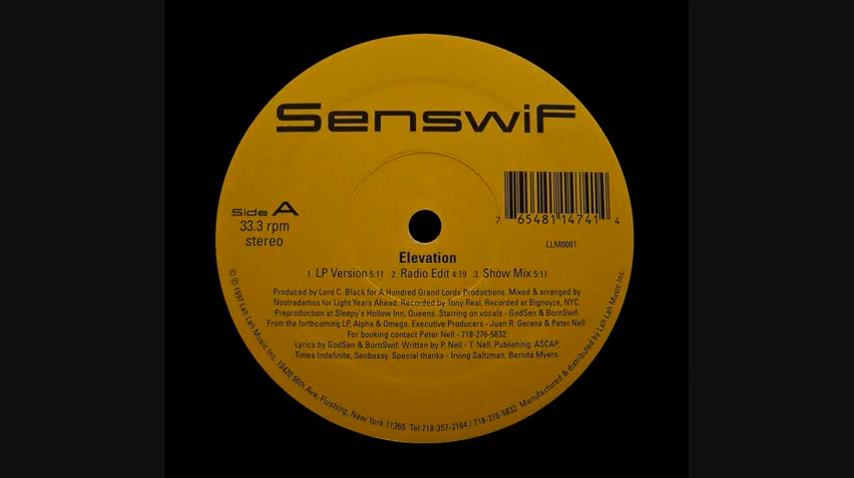 Senswif
Side A
33.3 rpm
stereo
7 65481 14741 4
LLM0001
Elevation
1. LP Version 5:11 2. Radio Edit 4:19 3. Show Mix 5:11
Produced by Lord C. Black for A Hundred Grand Lords Productions. Mixed & arranged by
Nostradamus for Light Years Ahead. Recorded by Tony Real. Recorded at Bignoyze, NYC.
Preproduction at Sleepy's Hollow Inn, Queens. Starring on vocals - GodSen & BornSwif.
From the forthcoming LP, Alpha & Omega. Executive Producers - Juan R. Gerena & Peter Nell.
For booking contact Peter Nell - 718-276-5832.
Lyrics by GodSen & BornSwif. Written by P. Nell - T. Nell. Publishing: ASCAP,
Times Indefinite, Senbassy. Special thanks - Irving Saltzman, Bernita Myers.
© ℗ 1997 Lah Lah Music Inc. 19420 56th Ave, Flushing, New York 11365. Tel 718-357-2164 / 718-276-5832. Manufactured & distributed by Lah Lah Music Inc.